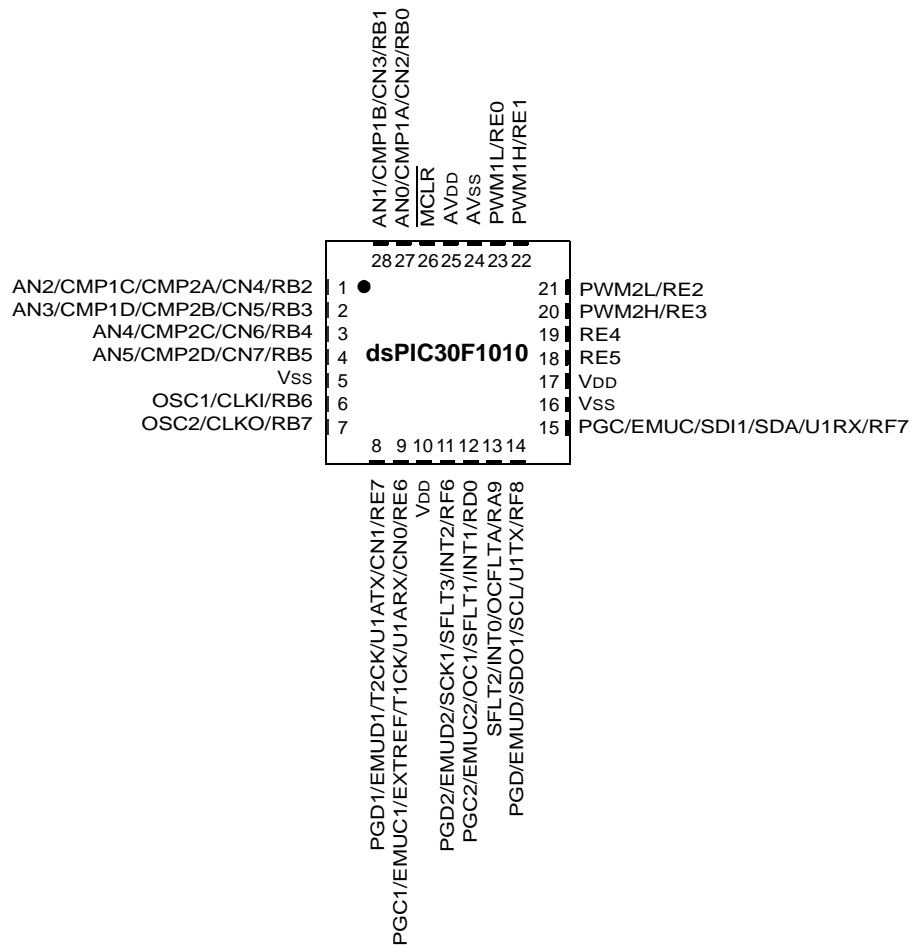 AN1/CMP1B/CN3/RB1
AN0/CMP1A/CN2/RB0
MCLR
AVDD
AVSS
PWM1L/RE0
PWM1H/RE1
28 27 26 25 24 23 22
AN2/CMP1C/CMP2A/CN4/RB2 1
AN3/CMP1D/CMP2B/CN5/RB3 2
AN4/CMP2C/CN6/RB4 3
AN5/CMP2D/CN7/RB5 4
VSS 5
OSC1/CLKI/RB6 6
OSC2/CLKO/RB7 7
dsPIC30F1010
21 PWM2L/RE2
20 PWM2H/RE3
19 RE4
18 RE5
17 VDD
16 VSS
15 PGC/EMUC/SDI1/SDA/U1RX/RF7
8 9 10 11 12 13 14
PGD1/EMUD1/T2CK/U1ATX/CN1/RE7
PGC1/EMUC1/EXTREF/T1CK/U1ARX/CN0/RE6
VDD
PGD2/EMUD2/SCK1/SFLT3/INT2/RF6
PGC2/EMUC2/OC1/SFLT1/INT1/RD0
SFLT2/INT0/OCFLTA/RA9
PGD/EMUD/SDO1/SCL/U1TX/RF8